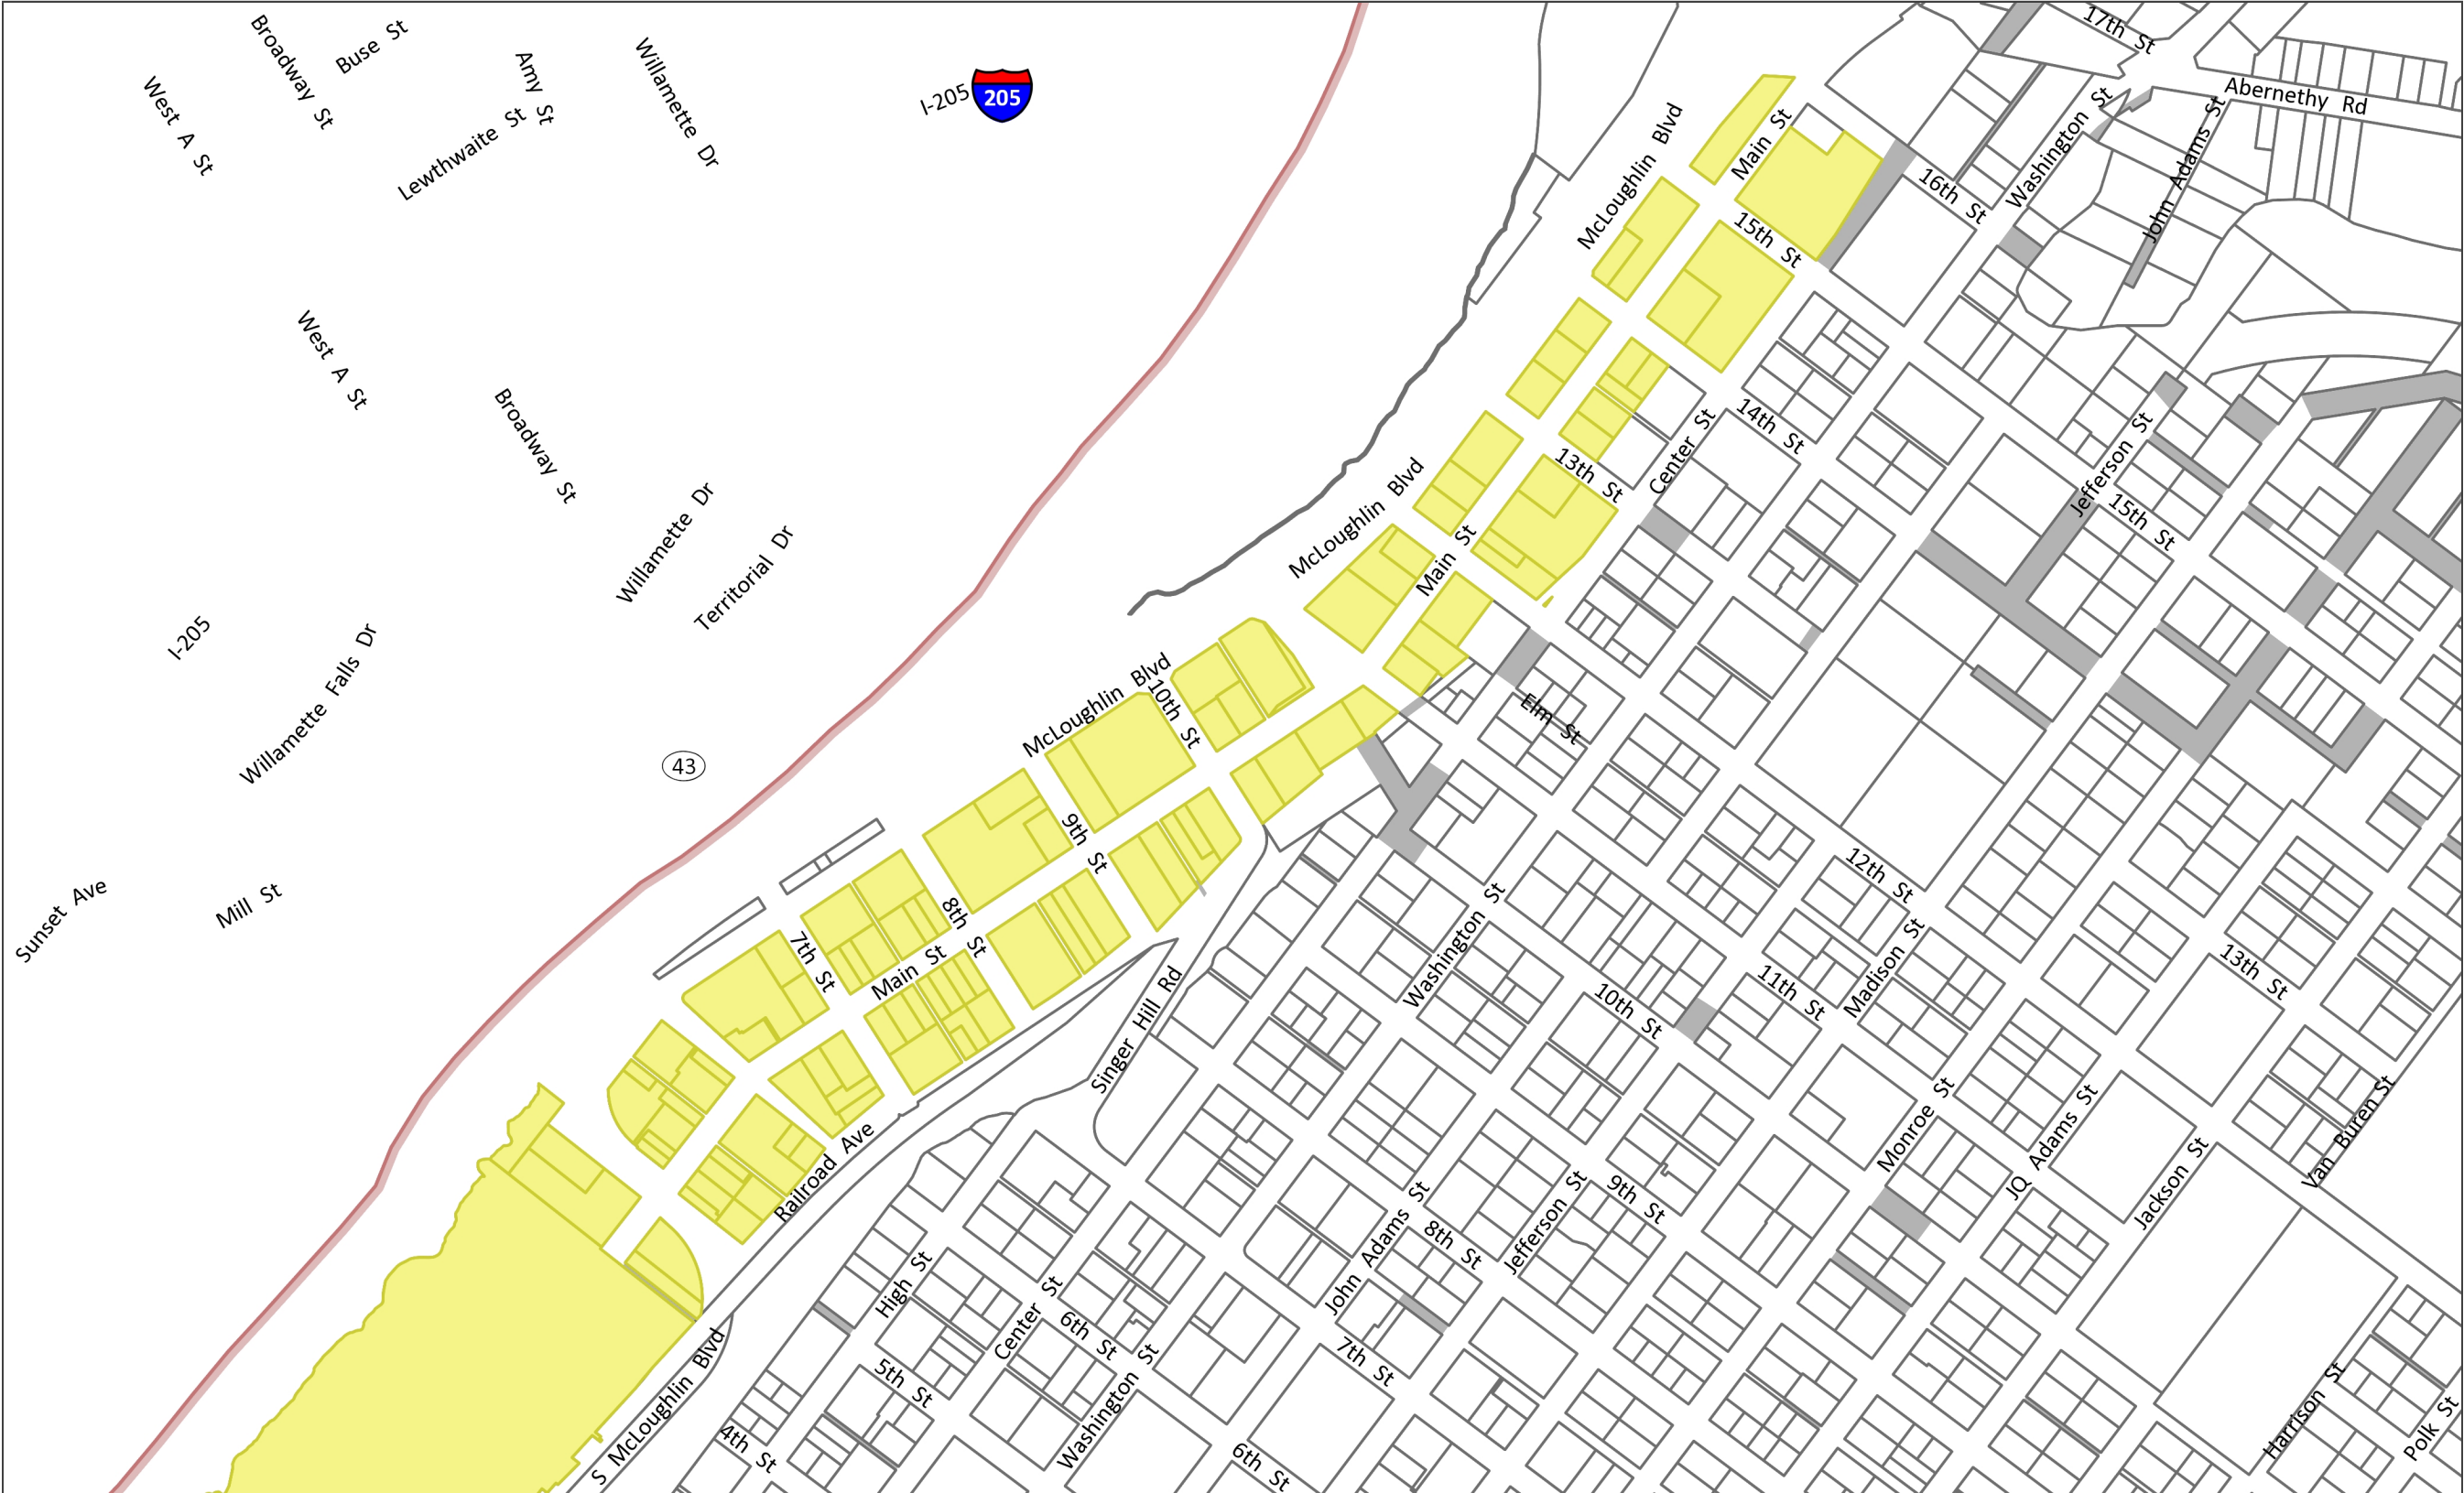 Broadway St
Buse St
Amy St
Willamette Dr
West A St
Lewthwaite St
I-205
205
17th St
Abernethy Rd
McLoughlin Blvd
Main St
Washington St
John Adams St
16th St
15th St
West A St
Broadway St
Willamette Dr
Territorial Dr
I-205
Willamette Falls Dr
43
Sunset Ave
Mill St
14th St
Center St
13th St
Jefferson St
15th St
McLoughlin Blvd
Main St
McLoughlin Blvd
10th St
Elm St
9th St
8th St
7th St
Main St
Washington St
12th St
Madison St
11th St
10th St
13th St
Singer Hill Rd
Railroad Ave
Monroe St
JQ Adams St
Van Buren St
Jackson St
9th St
Jefferson St
8th St
John Adams St
High St
Center St
6th St
7th St
5th St
Washington St
S McLoughlin Blvd
4th St
6th St
Harrison St
Polk St